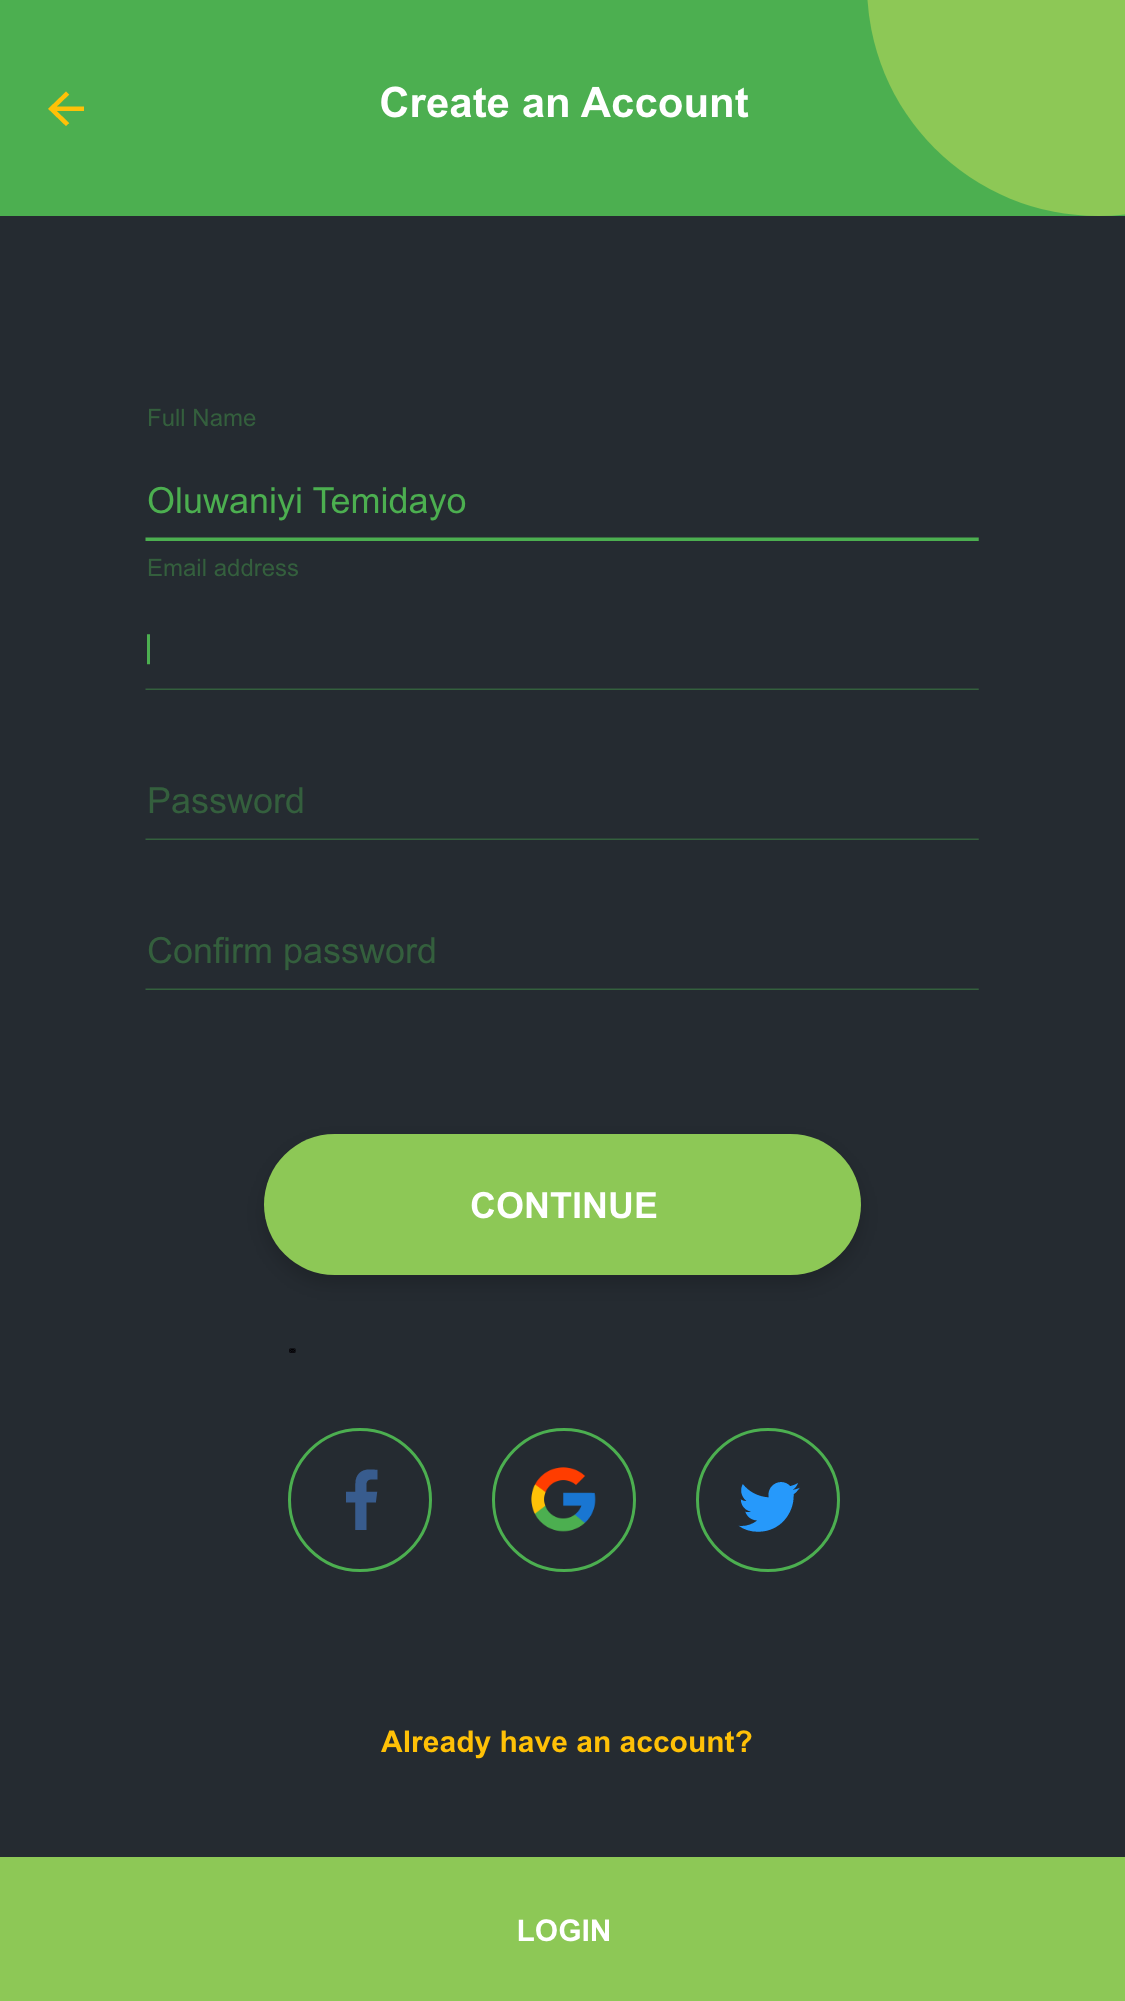 Create an Account
Full Name
Oluwaniyi Temidayo
Email address
Password
Confirm password
CONTINUE
Already have an account?
LOGIN